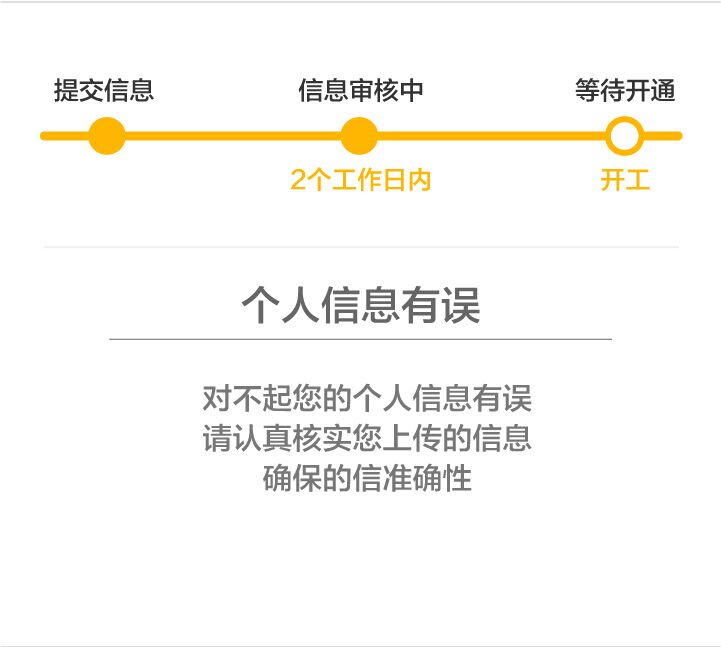 提交信息 信息审核中 等待开通
2个工作日内 开工
个人信息有误
对不起您的个人信息有误
请认真核实您上传的信息
确保的信准确性